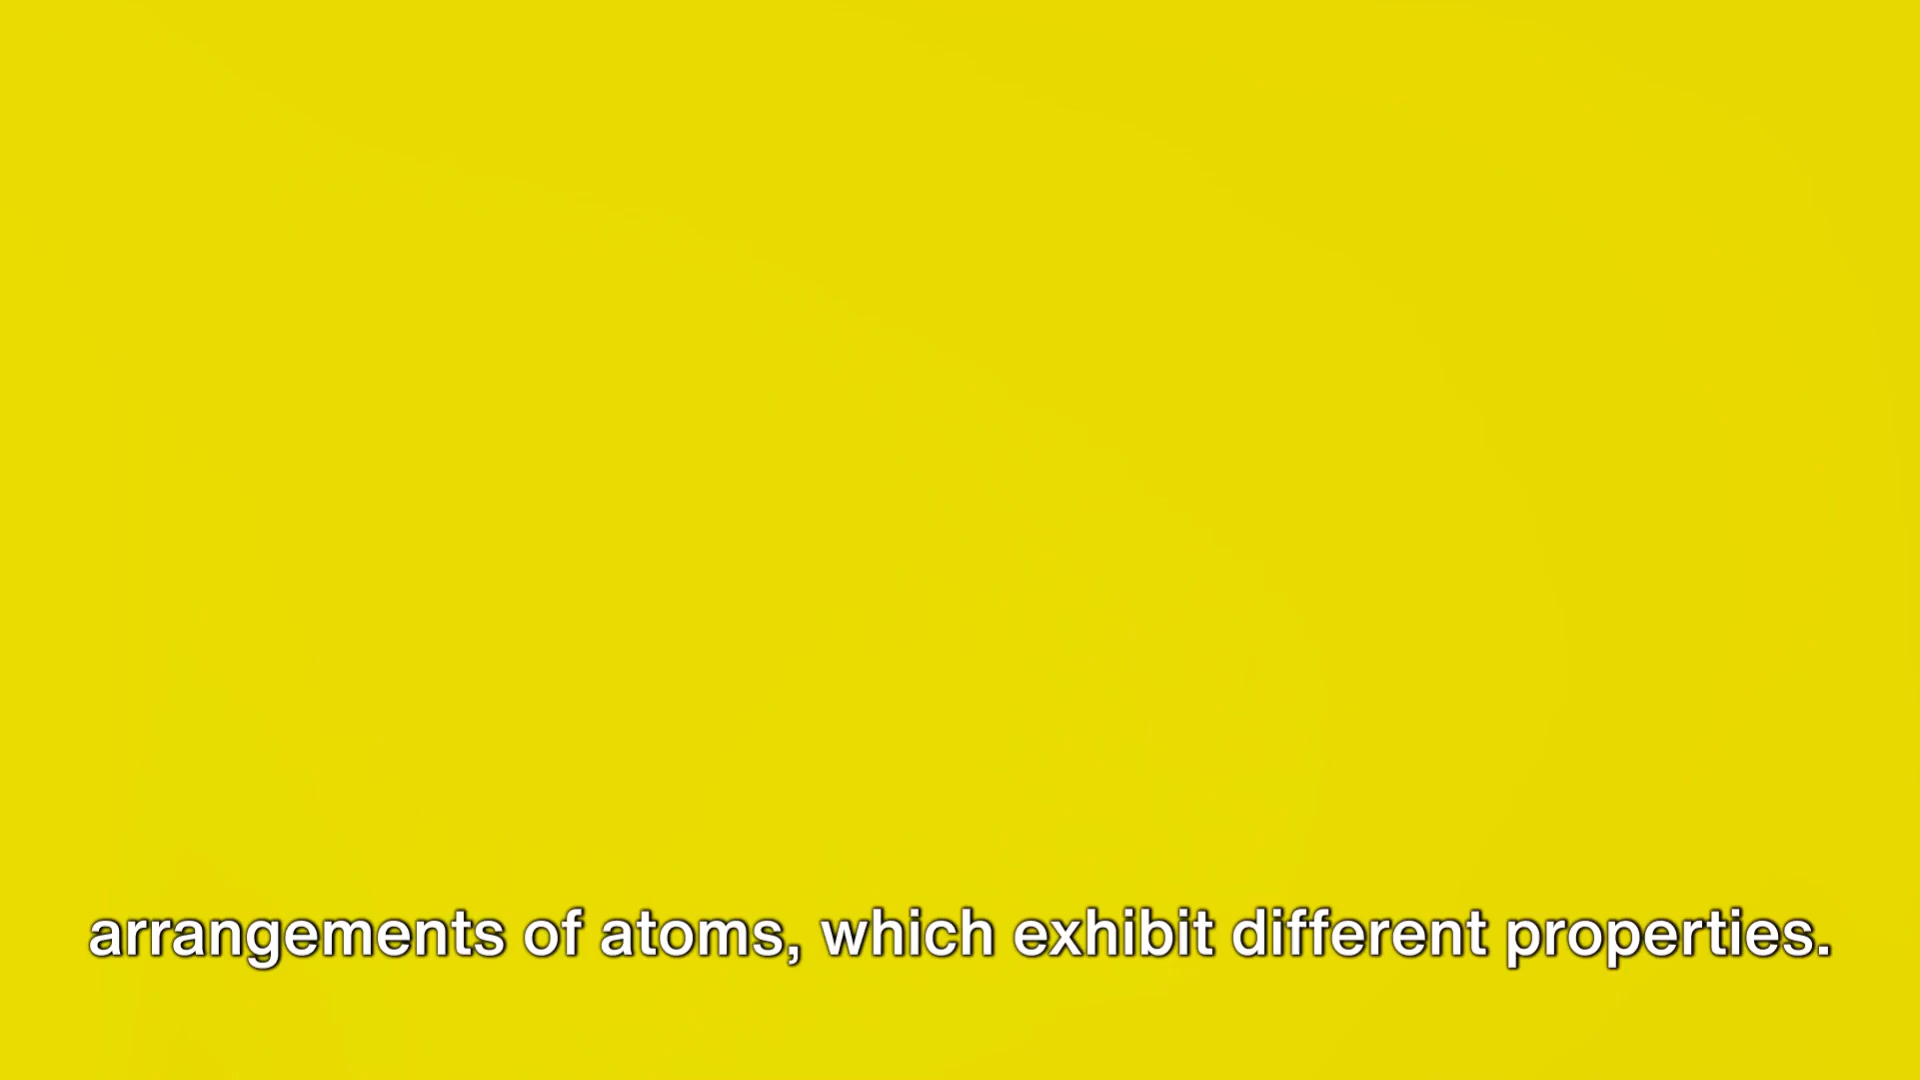 arrangements of atoms, which exhibit different properties.